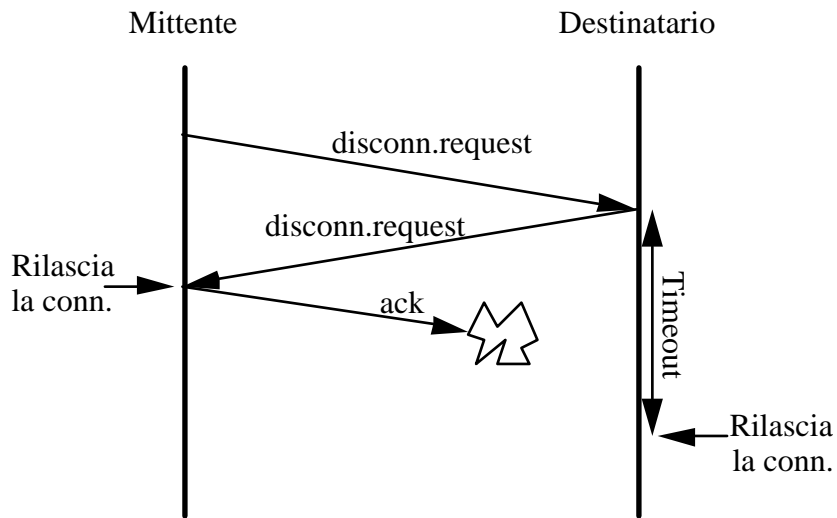 Mittente
Destinatario
disconn.request
disconn.request
Rilascia
la conn.
ack
Timeout
Rilascia
la conn.